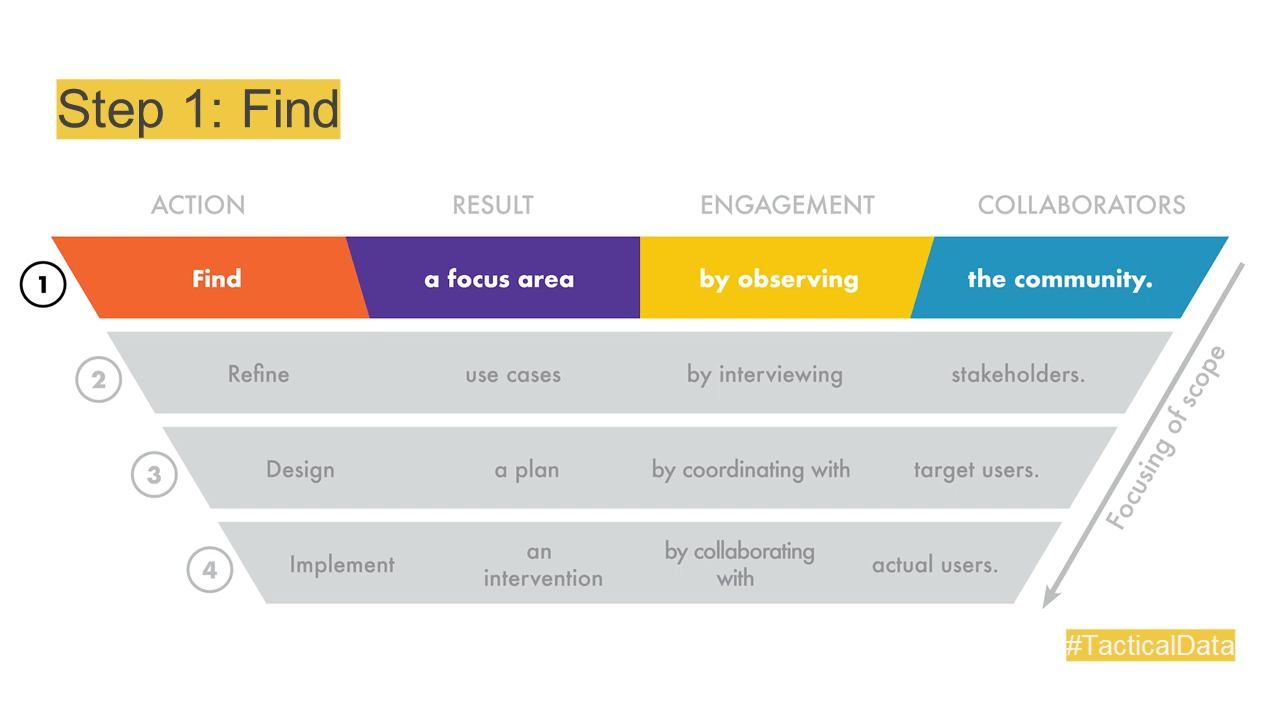 Step 1: Find
ACTION RESULT ENGAGEMENT COLLABORATORS
1 Find a focus area by observing the community.
2 Refine use cases by interviewing stakeholders.
3 Design a plan by coordinating with target users.
4 Implement an intervention by collaborating with actual users.
Focusing of scope
#TacticalData